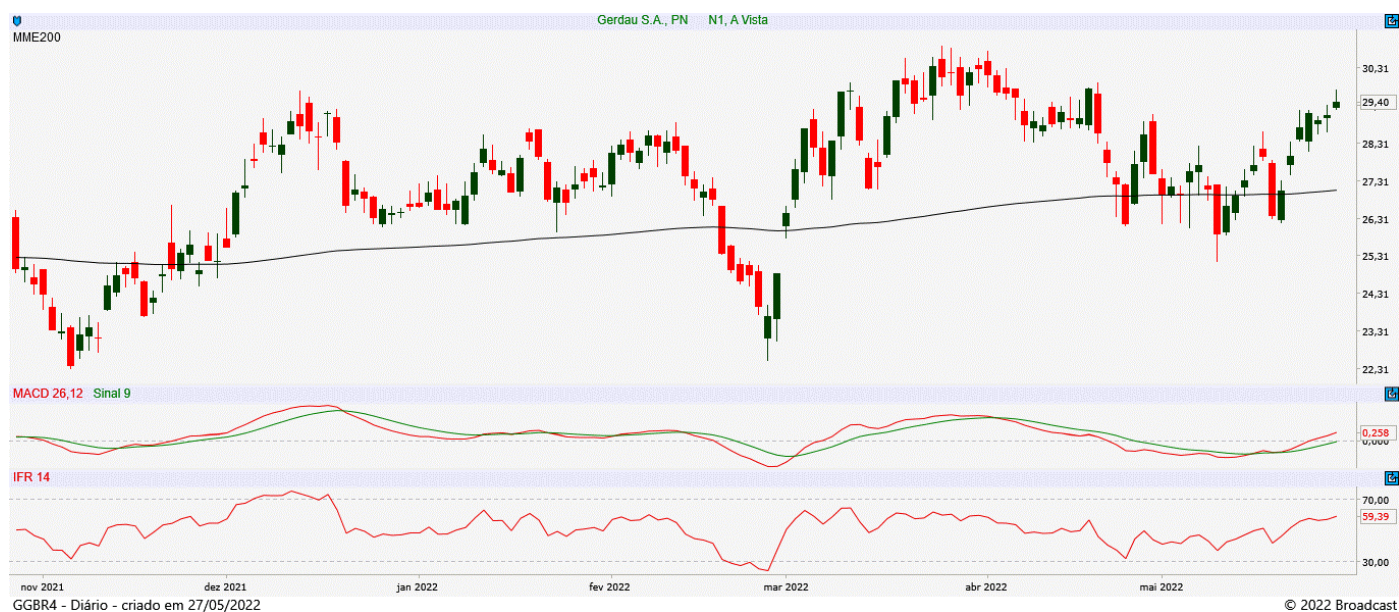 Gerdau S.A., PN N1, A Vista
MME200
30,31
29,40
28,31
27,31
26,31
25,31
24,31
23,31
22,31
MACD 26,12 Sinal 9
0,258
IFR 14
70,00
59,39
30,00
nov 2021 dez 2021 jan 2022 fev 2022 mar 2022 abr 2022 mai 2022
GGBR4 - Diário - criado em 27/05/2022 © 2022 Broadcast